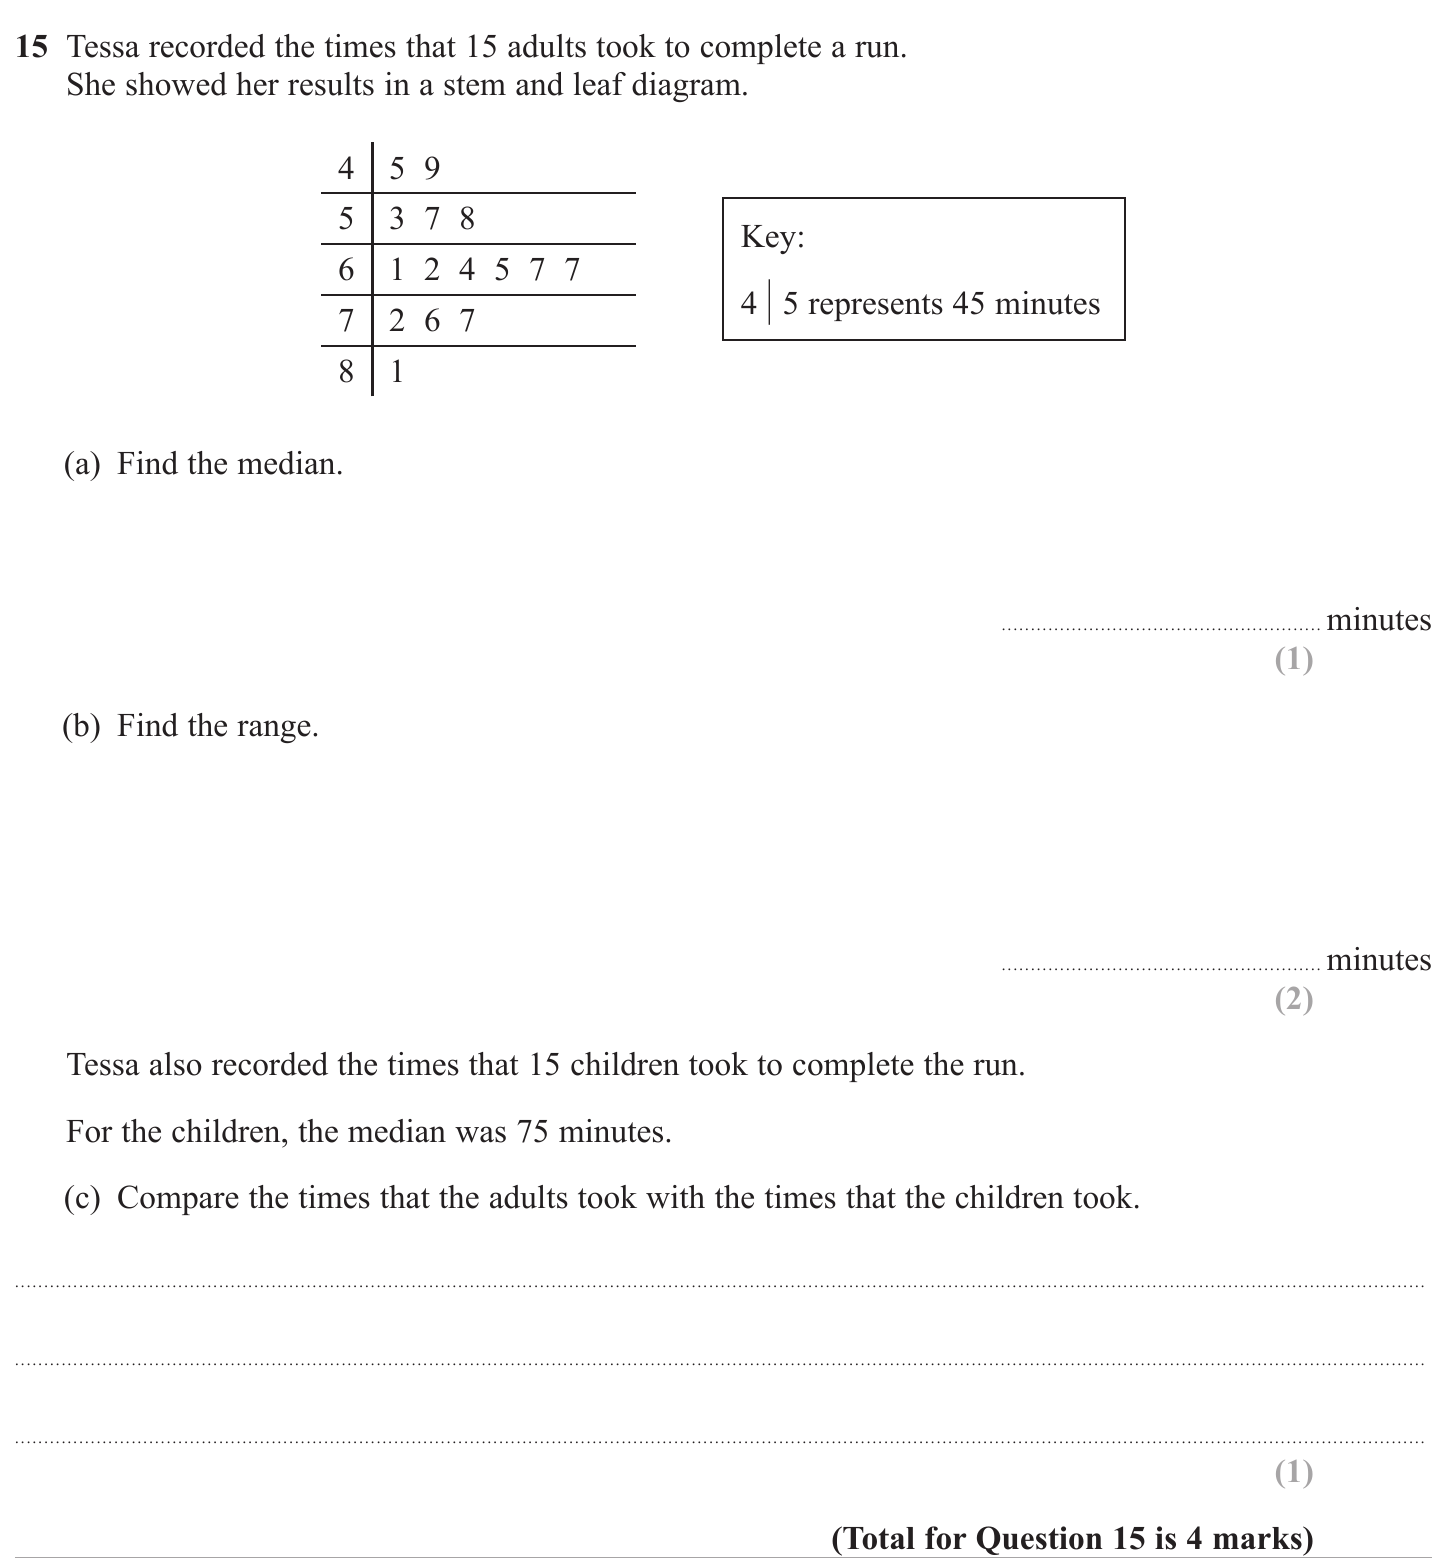 15 Tessa recorded the times that 15 adults took to complete a run.
She showed her results in a stem and leaf diagram.
4 | 5 9
5 | 3 7 8
6 | 1 2 4 5 7 7
7 | 2 6 7
8 | 1
Key:
4 | 5 represents 45 minutes
(a) Find the median.
.................................................... minutes
(1)
(b) Find the range.
.................................................... minutes
(2)
Tessa also recorded the times that 15 children took to complete the run.
For the children, the median was 75 minutes.
(c) Compare the times that the adults took with the times that the children took.
(1)
(Total for Question 15 is 4 marks)